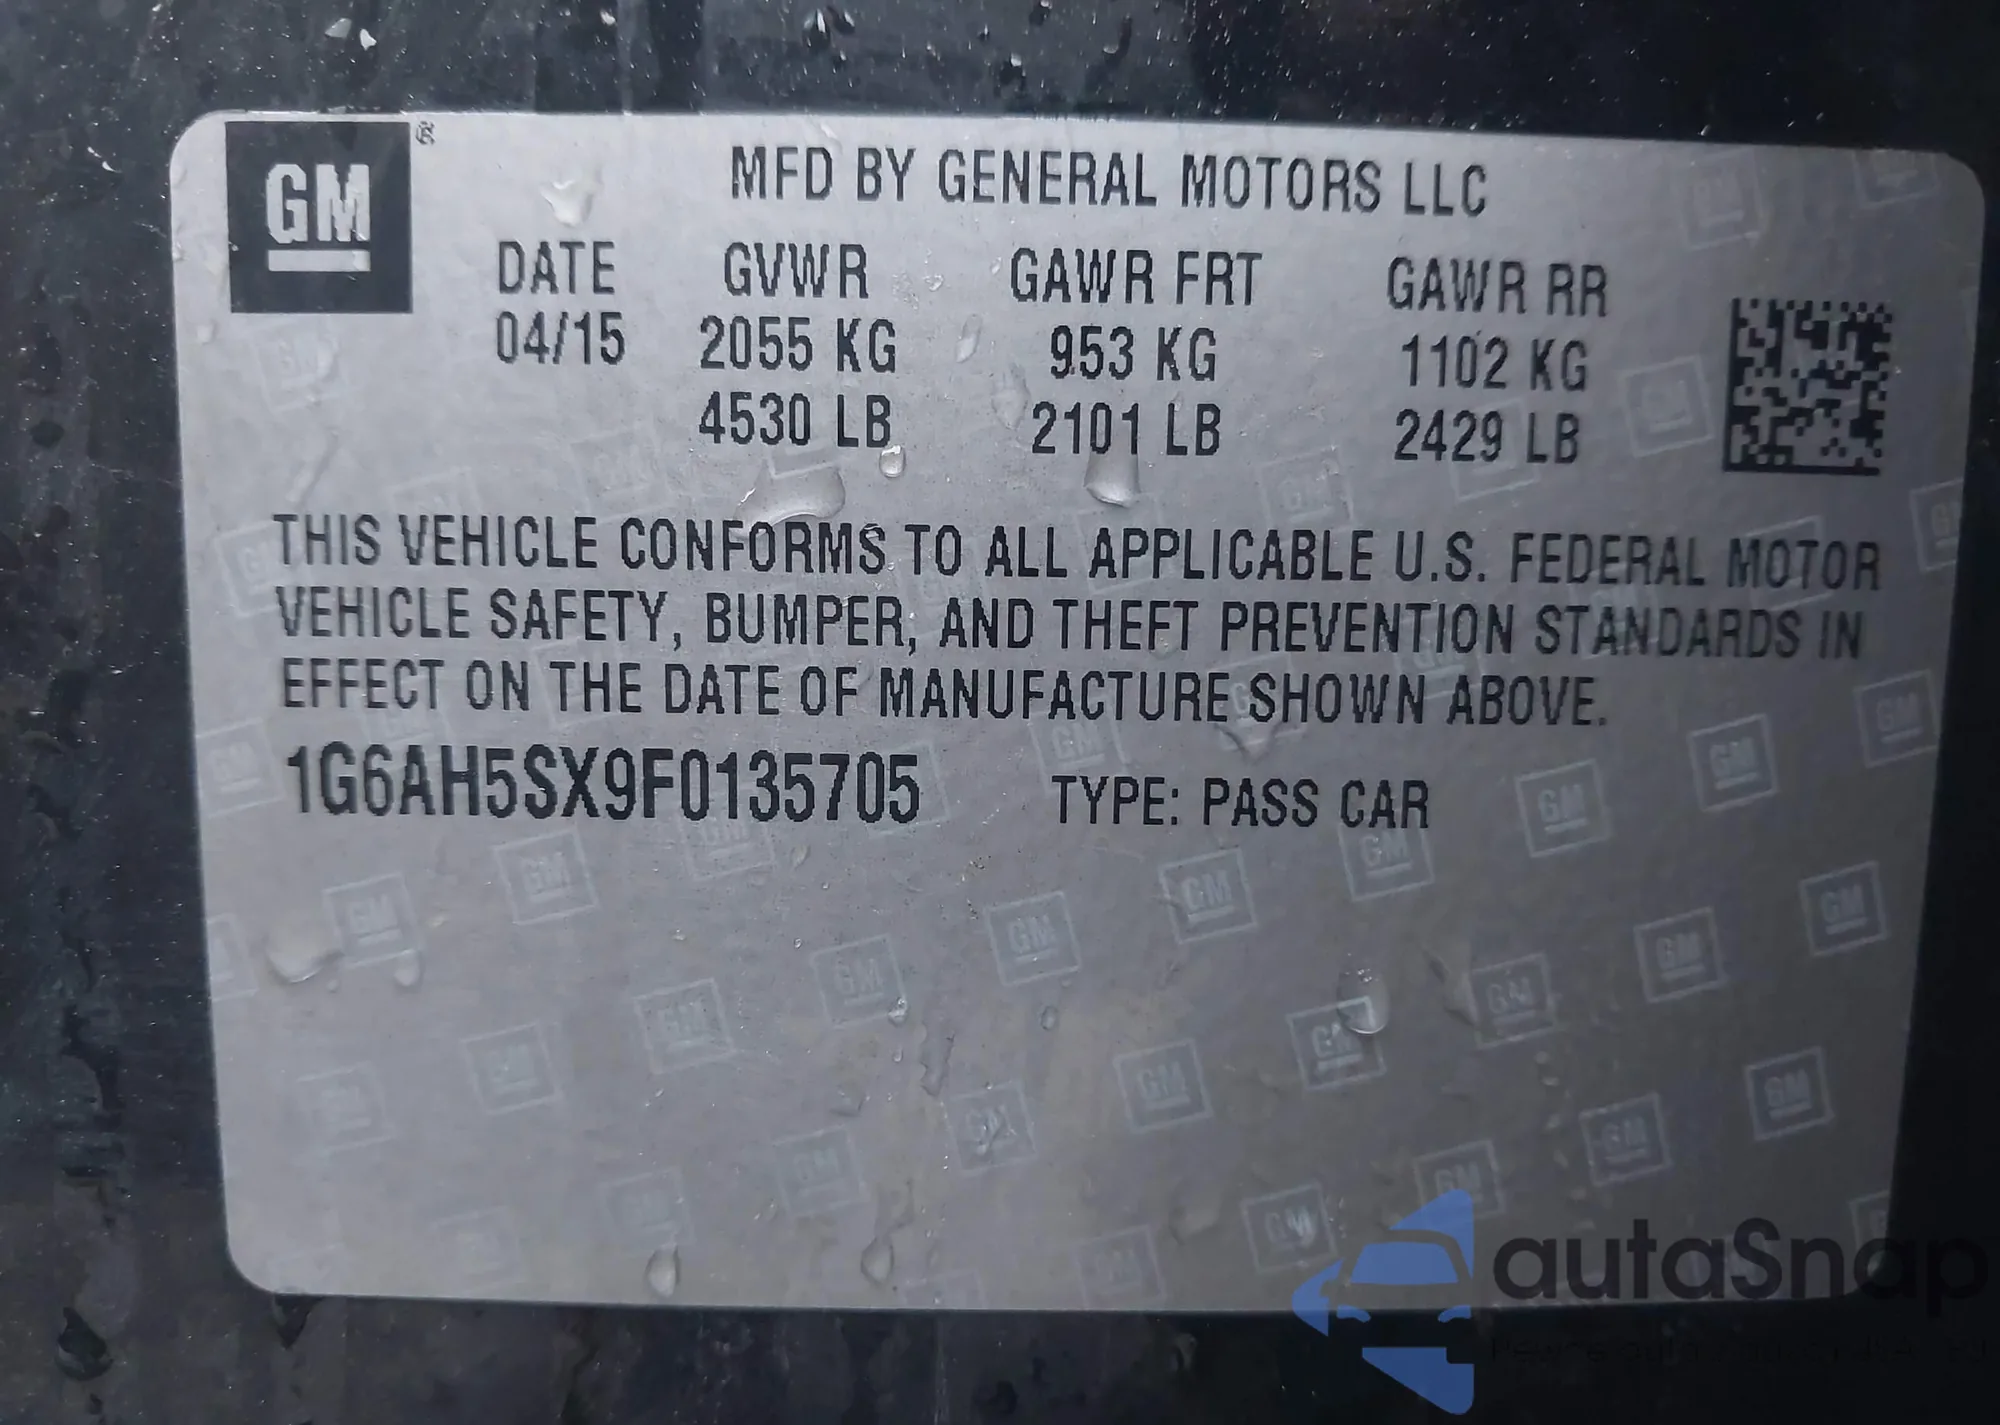 GM ®
MFD BY GENERAL MOTORS LLC
DATE GVWR GAWR FRT GAWR RR
04/15 2055 KG 953 KG 1102 KG
4530 LB 2101 LB 2429 LB
THIS VEHICLE CONFORMS TO ALL APPLICABLE U.S. FEDERAL MOTOR
VEHICLE SAFETY, BUMPER, AND THEFT PREVENTION STANDARDS IN
EFFECT ON THE DATE OF MANUFACTURE SHOWN ABOVE.
1G6AH5SX9F0135705 TYPE: PASS CAR
autaSnap